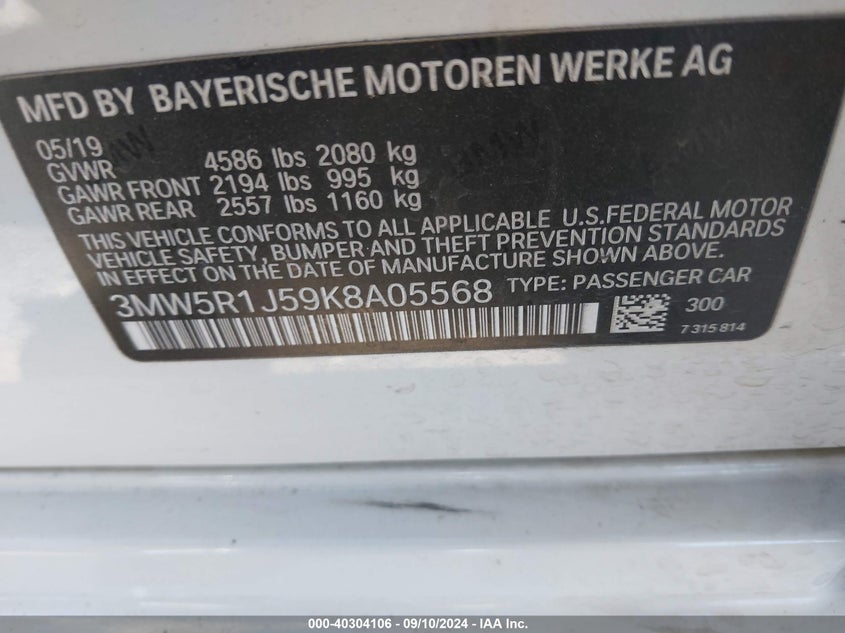 MFD BY BAYERISCHE MOTOREN WERKE AG
05/19
GVWR 4586 lbs 2080 kg
GAWR FRONT 2194 lbs 995 kg
GAWR REAR 2557 lbs 1160 kg
THIS VEHICLE CONFORMS TO ALL APPLICABLE U.S.FEDERAL MOTOR
VEHICLE SAFETY, BUMPER AND THEFT PREVENTION STANDARDS
IN EFFECT ON THE DATE OF MANUFACTURE SHOWN ABOVE.
3MW5R1J59K8A05568 TYPE: PASSENGER CAR
300
7 315 814
000-40304106 - 09/10/2024 - IAA Inc.